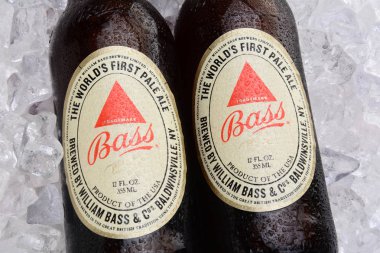 THE WORLD'S FIRST PALE ALE
TRADEMARK
Bass
12 FL. OZ.
355 ML
PRODUCT OF THE USA
BREWED BY WILLIAM BASS & Co's BALDWINSVILLE, NY
THE WORLD'S FIRST PALE ALE
TRADEMARK
Bass
12 FL. OZ.
355 ML
PRODUCT OF THE USA
BREWED BY WILLIAM BASS & Co's BALDWINSVILLE, NY